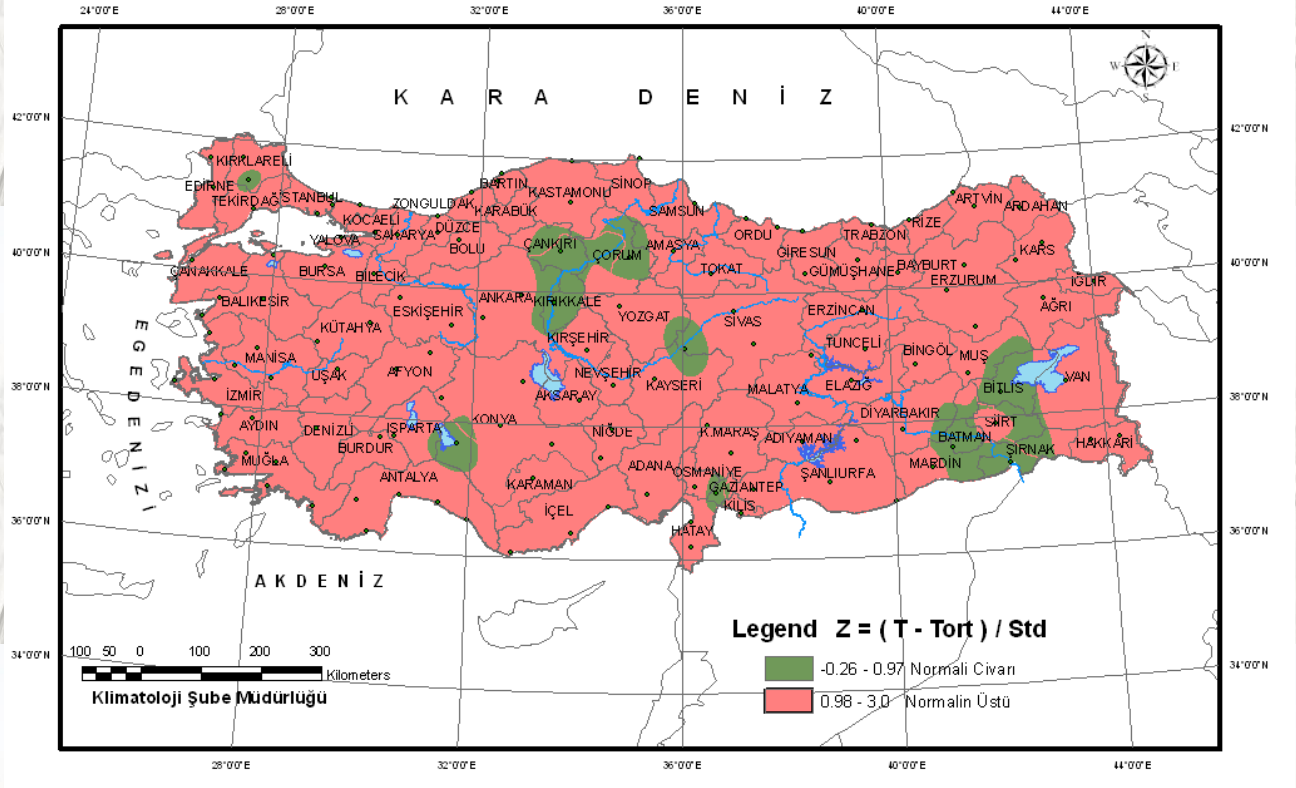 24°0'0"E 28°0'0"E 32°0'0"E 36°0'0"E 40°0'0"E 44°0'0"E
N
W E
S
K A R A D E N İ Z
42°0'0"N 42°0'0"N
KIRKLARELİ
EDİRNE
TEKİRDAĞ İSTANBUL
BARTIN
KASTAMONU
SİNOP
ZONGULDAK
KARABÜK
SAMSUN
ARTVİN
ARDAHAN
KOCAELİ
YALOVA
SAKARYA
DÜZCE
BOLU
ÇANKIRI
ÇORUM
AMASYA
ORDU
GİRESUN
TRABZON
RİZE
KARS
40°0'0"N 40°0'0"N
ÇANAKKALE
BURSA
BİLECİK
TOKAT
GÜMÜŞHANE
BAYBURT
ERZURUM
IĞDIR
BALIKESİR
ESKİŞEHİR
ANKARA
KIRIKKALE
YOZGAT
SİVAS
ERZİNCAN
AĞRI
KÜTAHYA
KIRŞEHİR
TUNCELİ
BİNGÖL
MUŞ
MANİSA
UŞAK
AFYON
NEVŞEHİR
KAYSERİ
MALATYA
ELAZIĞ
BİTLİS
VAN
38°0'0"N 38°0'0"N
İZMİR
AKSARAY
DİYARBAKIR
SİİRT
AYDIN
DENİZLİ
ISPARTA
KONYA
NİĞDE
K.MARAŞ
ADIYAMAN
BATMAN
HAKKARİ
BURDUR
ŞIRNAK
MUĞLA
ANTALYA
KARAMAN
ADANA
OSMANİYE
GAZİANTEP
ŞANLIURFA
MARDİN
İÇEL
KİLİS
HATAY
E G E D E N İ Z İ
36°0'0"N 36°0'0"N
A K D E N İ Z
Legend Z = ( T - Tort ) / Std
34°0'0"N 34°0'0"N
100 50 0 100 200 300
Kilometers
-0.26 - 0.97 Normali Civarı
Klimatoloji Şube Müdürlüğü
0.98 - 3.0 Normalin Üstü
28°0'0"E 32°0'0"E 36°0'0"E 40°0'0"E 44°0'0"E